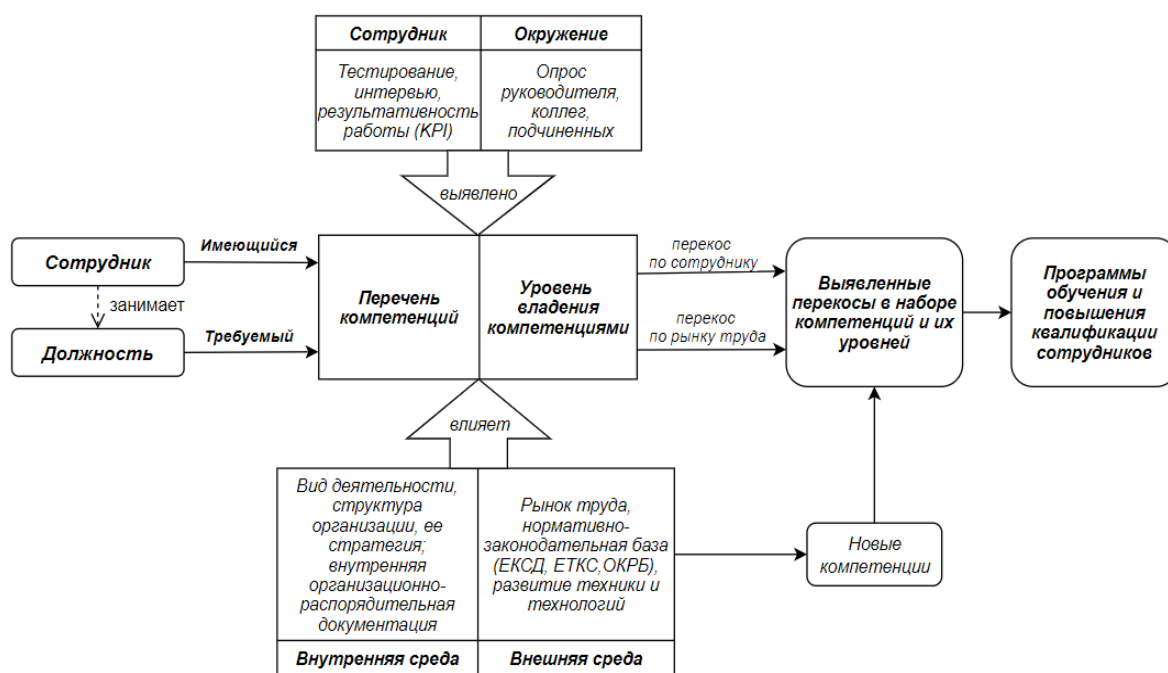 Сотрудник
Окружение
Тестирование,
интервью,
результативность
работы (KPI)
Опрос
руководителя,
коллег,
подчиненных
выявлено
Сотрудник
занимает
Должность
Имеющийся
Требуемый
Перечень
компетенций
Уровень
владения
компетенциями
перекос
по сотруднику
перекос
по рынку труда
Выявленные
перекосы в наборе
компетенций и их
уровней
Программы
обучения и
повышения
квалификации
сотрудников
влияет
Вид деятельности,
структура
организации, ее
стратегия;
внутренняя
организационно-
распорядительная
документация
Рынок труда,
нормативно-
законодательная база
(ЕКСД, ЕТКС,ОКРБ),
развитие техники и
технологий
Новые
компетенции
Внутренняя среда
Внешняя среда